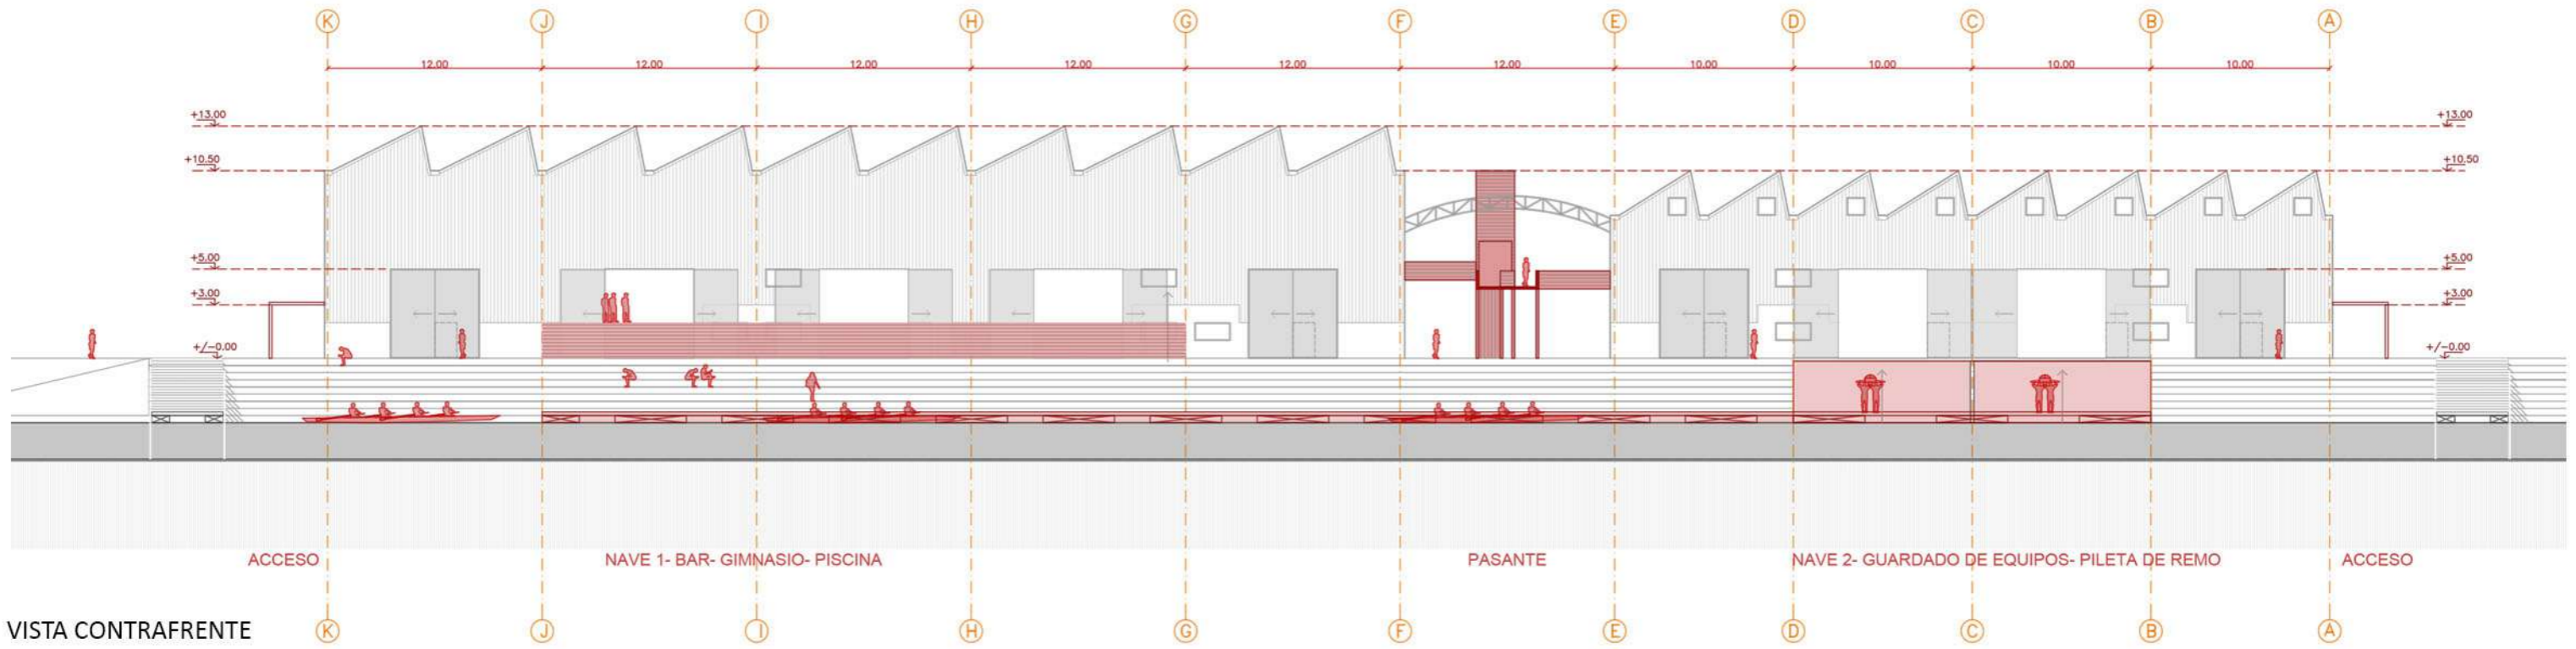 K J I H G F E D C B A
12.00 12.00 12.00 12.00 12.00 12.00 10.00 10.00 10.00 10.00
+13.00 +13.00
+10.50 +10.50
+5.00 +5.00
+3.00 +3.00
+/-0.00 +/-0.00
ACCESO NAVE 1- BAR- GIMNASIO- PISCINA PASANTE NAVE 2- GUARDADO DE EQUIPOS- PILETA DE REMO ACCESO
VISTA CONTRAFRENTE K J I H G F E D C B A